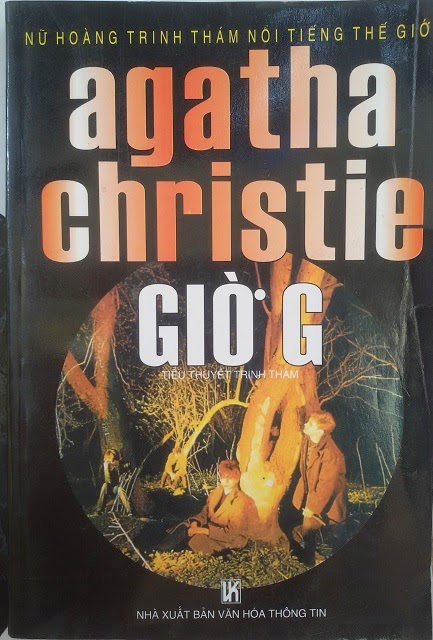 NỮ HOÀNG TRINH THÁM NỔI TIẾNG THẾ GIỚ
agatha
christie
GIỜ G
TIỂU THUYẾT TRINH THÁM
NHÀ XUẤT BẢN VĂN HÓA THÔNG TIN